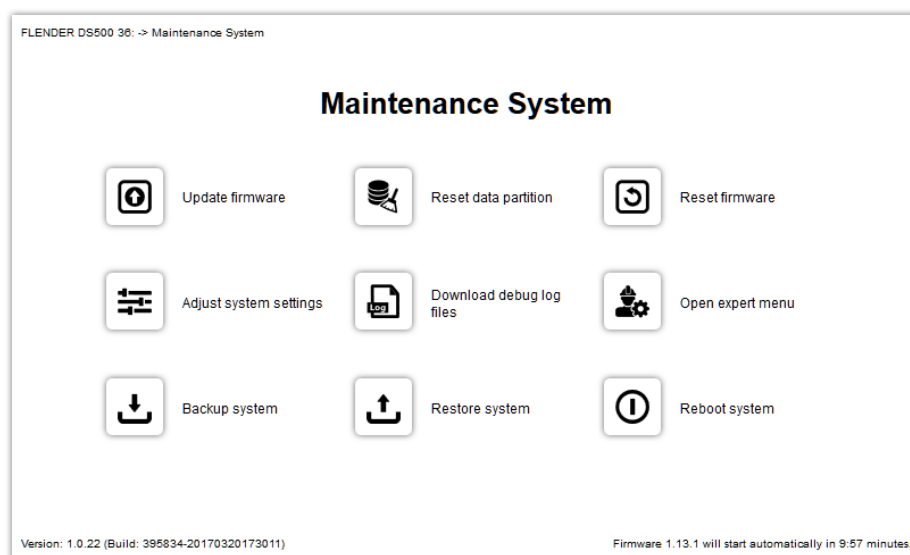 FLENDER DS500 36: -> Maintenance System
Maintenance System
Update firmware
Reset data partition
Reset firmware
Adjust system settings
Download debug log
files
Open expert menu
Log
Backup system
Restore system
Reboot system
Version: 1.0.22 (Build: 395834-20170320173011)
Firmware 1.13.1 will start automatically in 9:57 minutes.